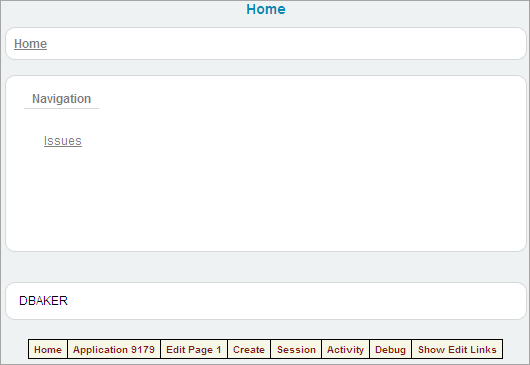 Home
Home
Navigation
Issues
DBAKER
Home Application 9179 Edit Page 1 Create Session Activity Debug Show Edit Links